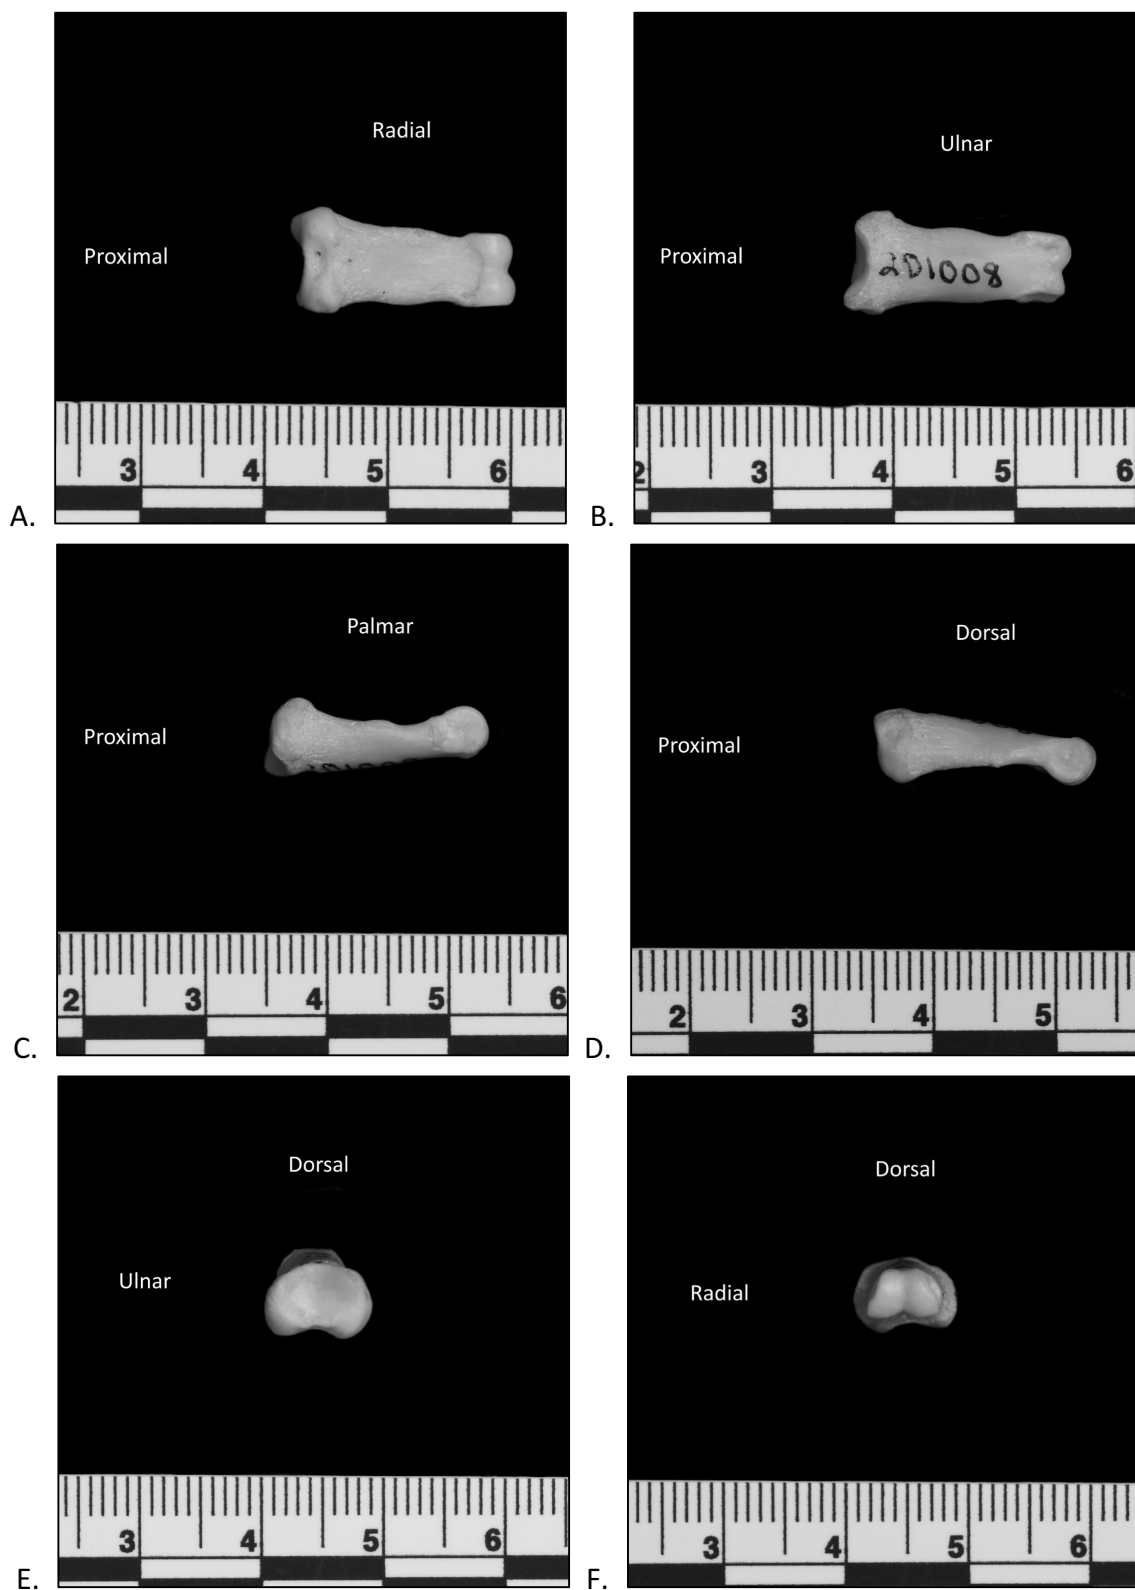 Radial
Proximal
3 4 5 6
A.
Ulnar
Proximal
2D1008
2 3 4 5 6
B.
Palmar
Proximal
2 3 4 5 6
C.
Dorsal
Proximal
2 3 4 5
D.
Dorsal
Ulnar
3 4 5 6
E.
Dorsal
Radial
3 4 5 6
F.